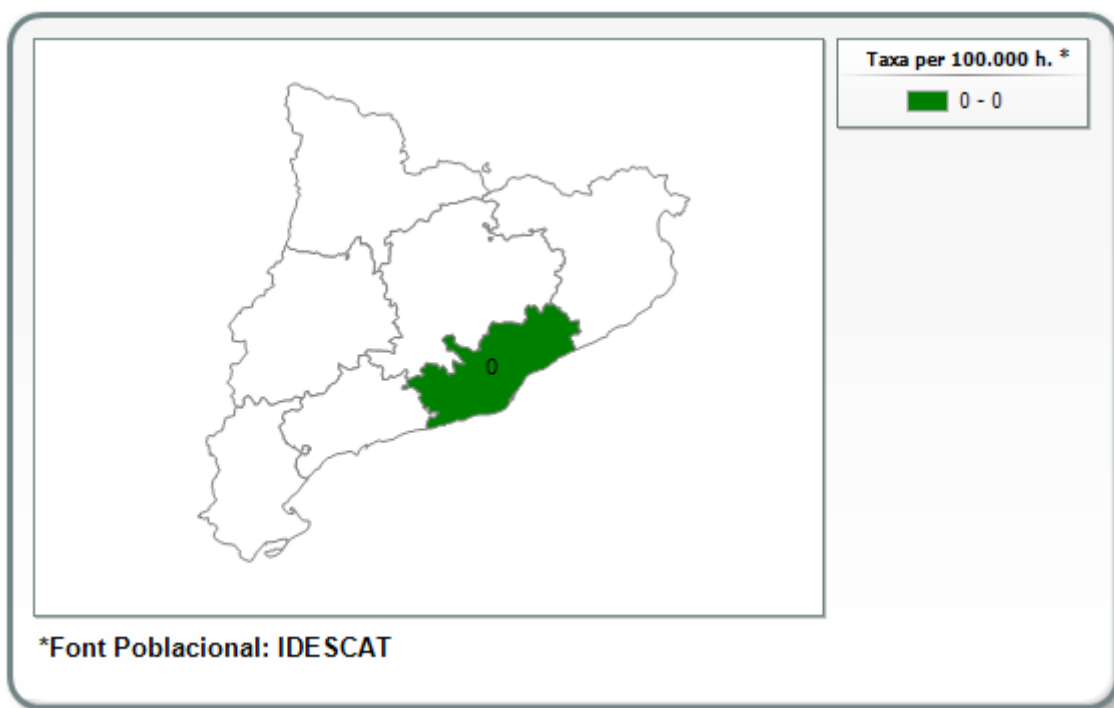 Taxa per 100.000 h. *
0 - 0
0
*Font Poblacional: IDESCAT